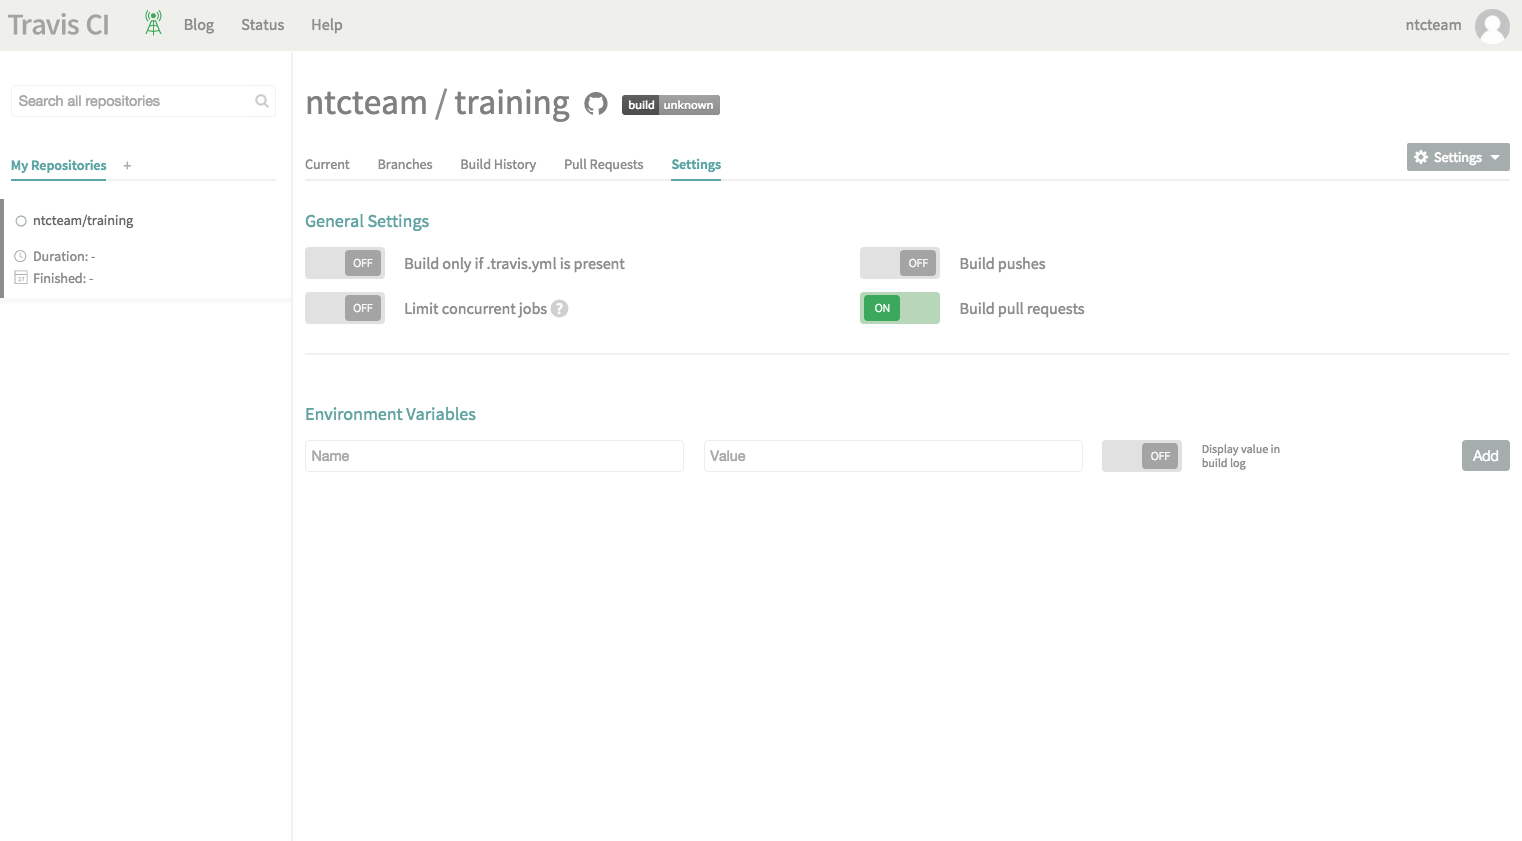 Travis CI
Blog
Status
Help
ntcteam
Search all repositories
My Repositories +
ntcteam/training
Duration: -
27
Finished: -
ntcteam / training
build unknown
Current
Branches
Build History
Pull Requests
Settings
Settings
General Settings
OFF Build only if .travis.yml is present
OFF Build pushes
OFF Limit concurrent jobs ?
ON Build pull requests
Environment Variables
Name
Value
OFF
Display value in
build log
Add